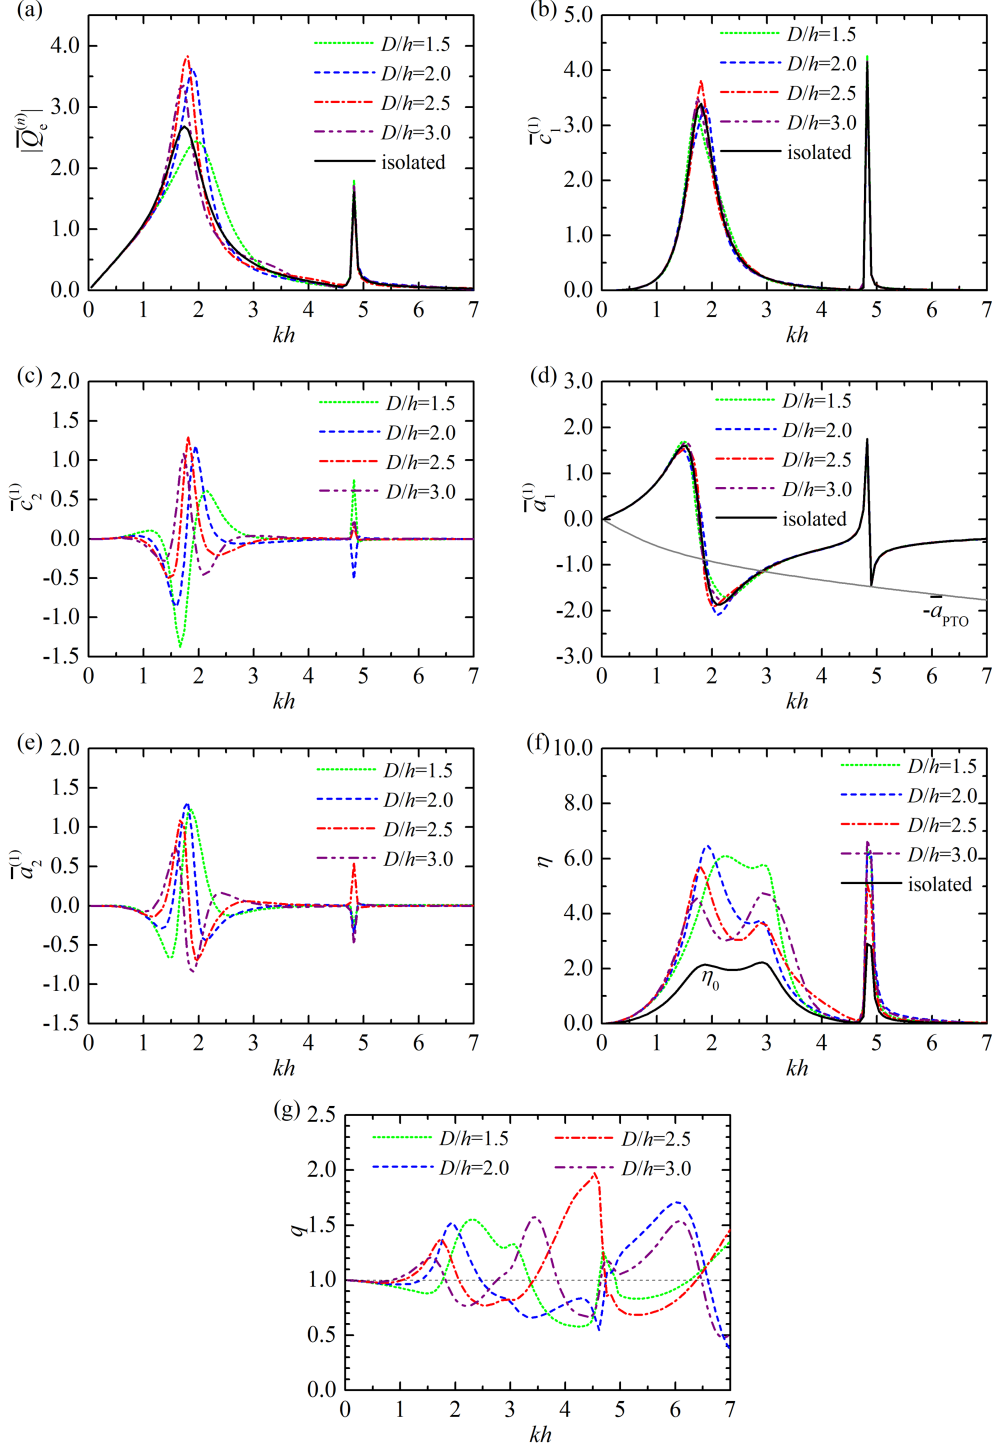 (a)
4.0
3.0
2.0
1.0
0.0
|Q̅ₑ⁽ⁿ⁾|
D/h=1.5
D/h=2.0
D/h=2.5
D/h=3.0
isolated
0 1 2 3 4 5 6 7
kh
(b)
5.0
4.0
3.0
2.0
1.0
0.0
c̅₁⁽¹⁾
D/h=1.5
D/h=2.0
D/h=2.5
D/h=3.0
isolated
0 1 2 3 4 5 6 7
kh
(c)
2.0
1.5
1.0
0.5
0.0
-0.5
-1.0
-1.5
c̅₂⁽¹⁾
D/h=1.5
D/h=2.0
D/h=2.5
D/h=3.0
0 1 2 3 4 5 6 7
kh
(d)
3.0
2.0
1.0
0.0
-1.0
-2.0
-3.0
a̅₁⁽¹⁾
D/h=1.5
D/h=2.0
D/h=2.5
D/h=3.0
isolated
-a̅PTO
0 1 2 3 4 5 6 7
kh
(e)
2.0
1.5
1.0
0.5
0.0
-0.5
-1.0
-1.5
a̅₂⁽¹⁾
D/h=1.5
D/h=2.0
D/h=2.5
D/h=3.0
0 1 2 3 4 5 6 7
kh
(f)
10.0
8.0
6.0
4.0
2.0
0.0
η
D/h=1.5
D/h=2.0
D/h=2.5
D/h=3.0
isolated
η₀
0 1 2 3 4 5 6 7
kh
(g)
2.5
2.0
1.5
1.0
0.5
0.0
q
D/h=1.5 D/h=2.5
D/h=2.0 D/h=3.0
0 1 2 3 4 5 6 7
kh